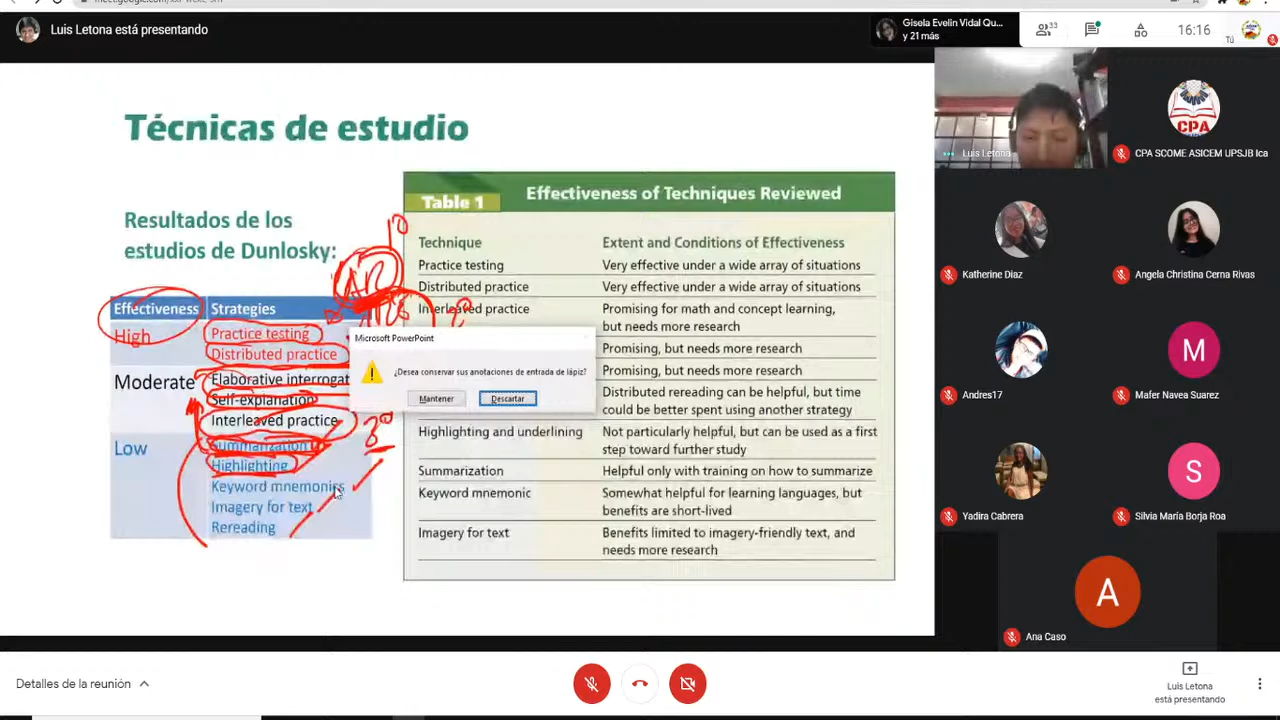 Luis Letona está presentando
Gisela Evelin Vidal Qu...
y 21 más
33
16:16
Tú
Técnicas de estudio
Resultados de los
estudios de Dunlosky:
Effectiveness Strategies
High
Practice testing
Distributed practice
Moderate
Elaborative interrogat
Self-explanation
Interleaved practice
Low
Summarization
Highlighting
Keyword mnemonics
Imagery for text
Rereading
Table 1
Effectiveness of Techniques Reviewed
Technique Extent and Conditions of Effectiveness
Practice testing Very effective under a wide array of situations
Distributed practice Very effective under a wide array of situations
Interleaved practice Promising for math and concept learning,
but needs more research
Promising, but needs more research
Promising, but needs more research
Distributed rereading can be helpful, but time
could be better spent using another strategy
Highlighting and underlining Not particularly helpful, but can be used as a first
step toward further study
Summarization Helpful only with training on how to summarize
Keyword mnemonic Somewhat helpful for learning languages, but
benefits are short-lived
Imagery for text Benefits limited to imagery-friendly text, and
needs more research
1º
2º
3º
Microsoft PowerPoint
¿Desea conservar sus anotaciones de entrada de lápiz?
Mantener Descartar
Luis Letona
CPA
CPA SCOME ASICEM UPSJB Ica
Katherine Diaz
Angela Christina Cerna Rivas
Andres17
M
Mafer Navea Suarez
Yadira Cabrera
S
Silvia María Borja Roa
A
Ana Caso
Detalles de la reunión
Luis Letona
está presentando